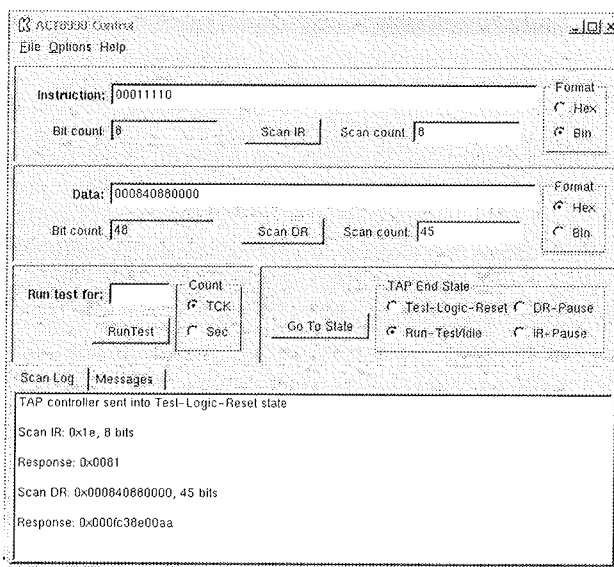 ACT8990 Control
File Options Help
Instruction: 00011110
Format
Hex
Bit count 8 Scan IR Scan count 8
Bin
Data: 000840880000
Format
Hex
Bit count 48 Scan DR Scan count 45
Bin
Run test for:
Count
TCK
RunTest
Sec
Go To State
TAP End State
Test-Logic-Reset DR-Pause
Run-Test/Idle IR-Pause
Scan Log Messages
TAP controller sent into Test-Logic-Reset state
Scan IR: 0x1e, 8 bits
Response: 0x0081
Scan DR: 0x000840880000, 45 bits
Response: 0x000fc38e00aa